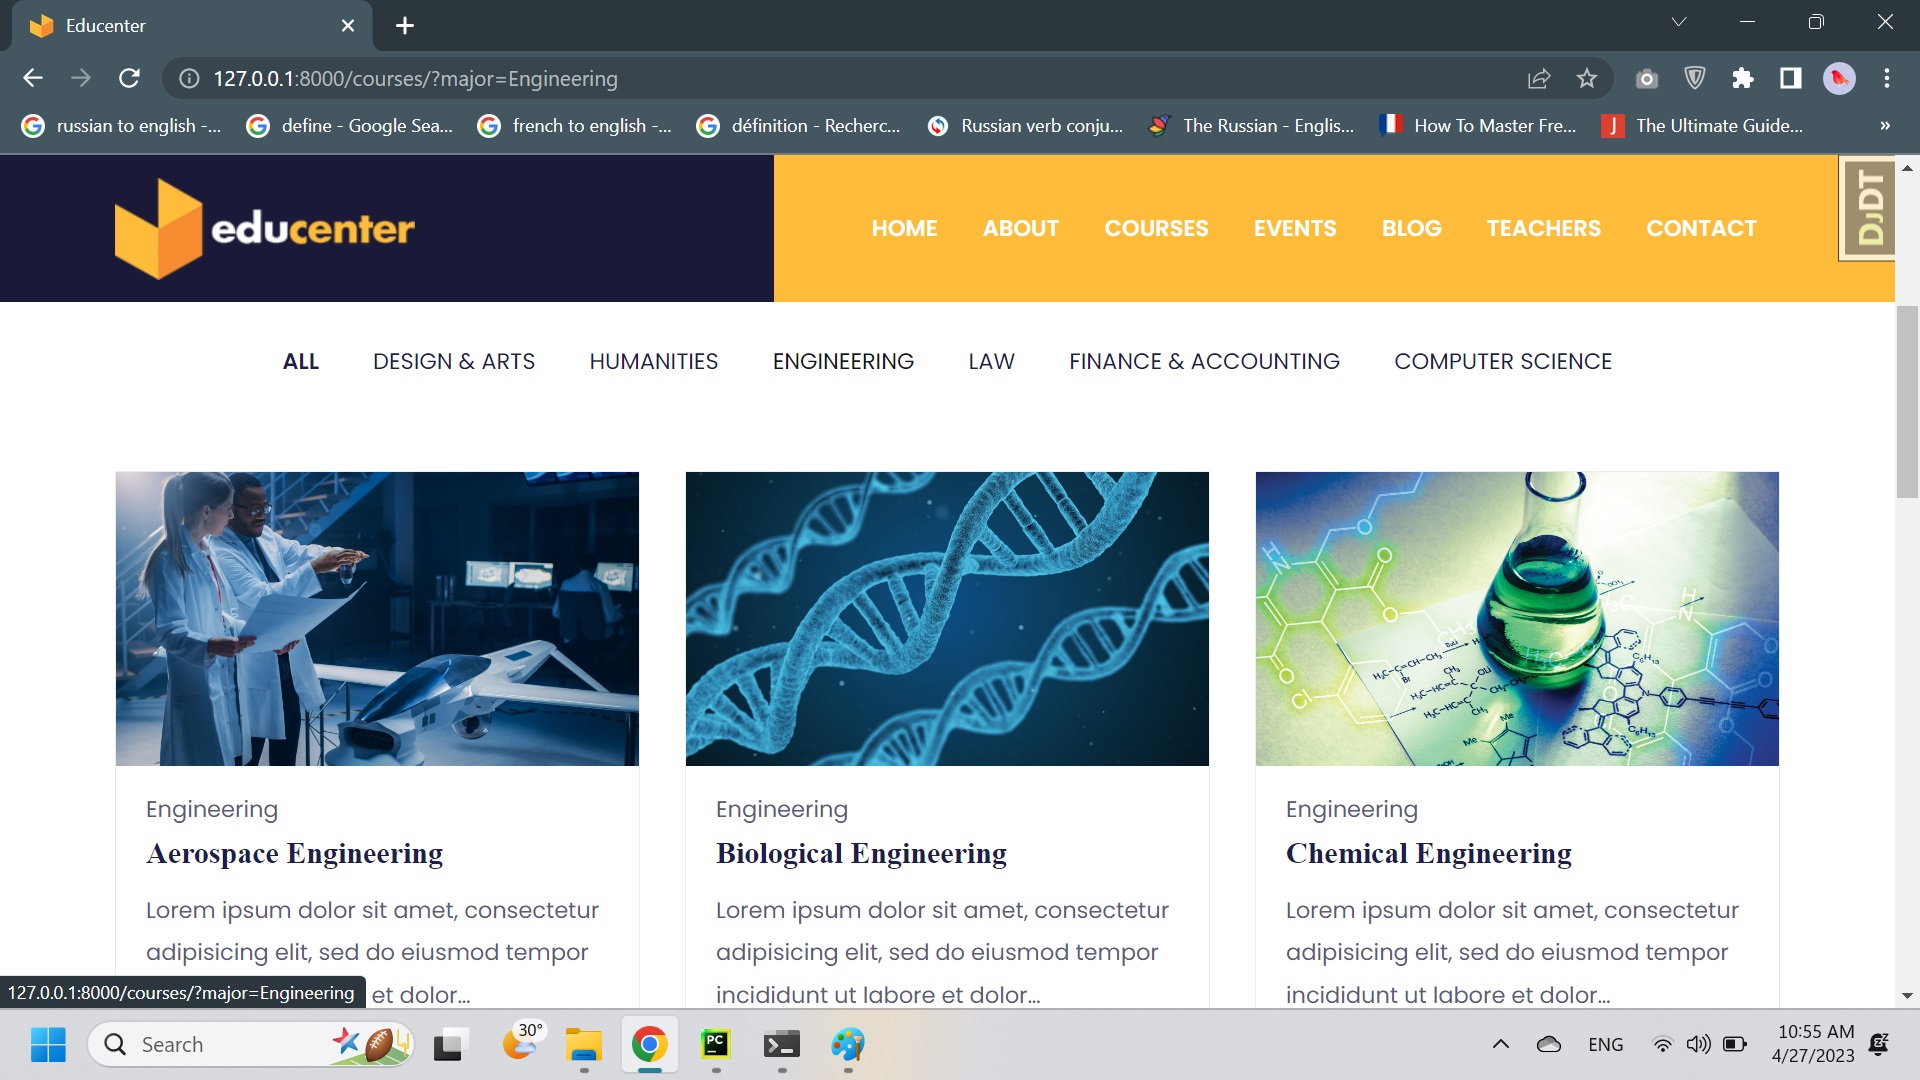 Educenter
127.0.0.1:8000/courses/?major=Engineering
russian to english -...
define - Google Sea...
french to english -...
définition - Recherc...
Russian verb conju...
The Russian - Englis...
How To Master Fre...
J
The Ultimate Guide...
»
educenter
HOME ABOUT COURSES EVENTS BLOG TEACHERS CONTACT
DJDT
ALL DESIGN & ARTS HUMANITIES ENGINEERING LAW FINANCE & ACCOUNTING COMPUTER SCIENCE
Engineering
Aerospace Engineering
Lorem ipsum dolor sit amet, consectetur
adipisicing elit, sed do eiusmod tempor
et dolor...
Engineering
Biological Engineering
Lorem ipsum dolor sit amet, consectetur
adipisicing elit, sed do eiusmod tempor
incididunt ut labore et dolor...
Engineering
Chemical Engineering
Lorem ipsum dolor sit amet, consectetur
adipisicing elit, sed do eiusmod tempor
incididunt ut labore et dolor...
127.0.0.1:8000/courses/?major=Engineering
Search
30°
PC
ENG
10:55 AM
4/27/2023